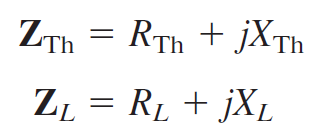 Z_Th = R_Th + jX_Th
Z_L = R_L + jX_L